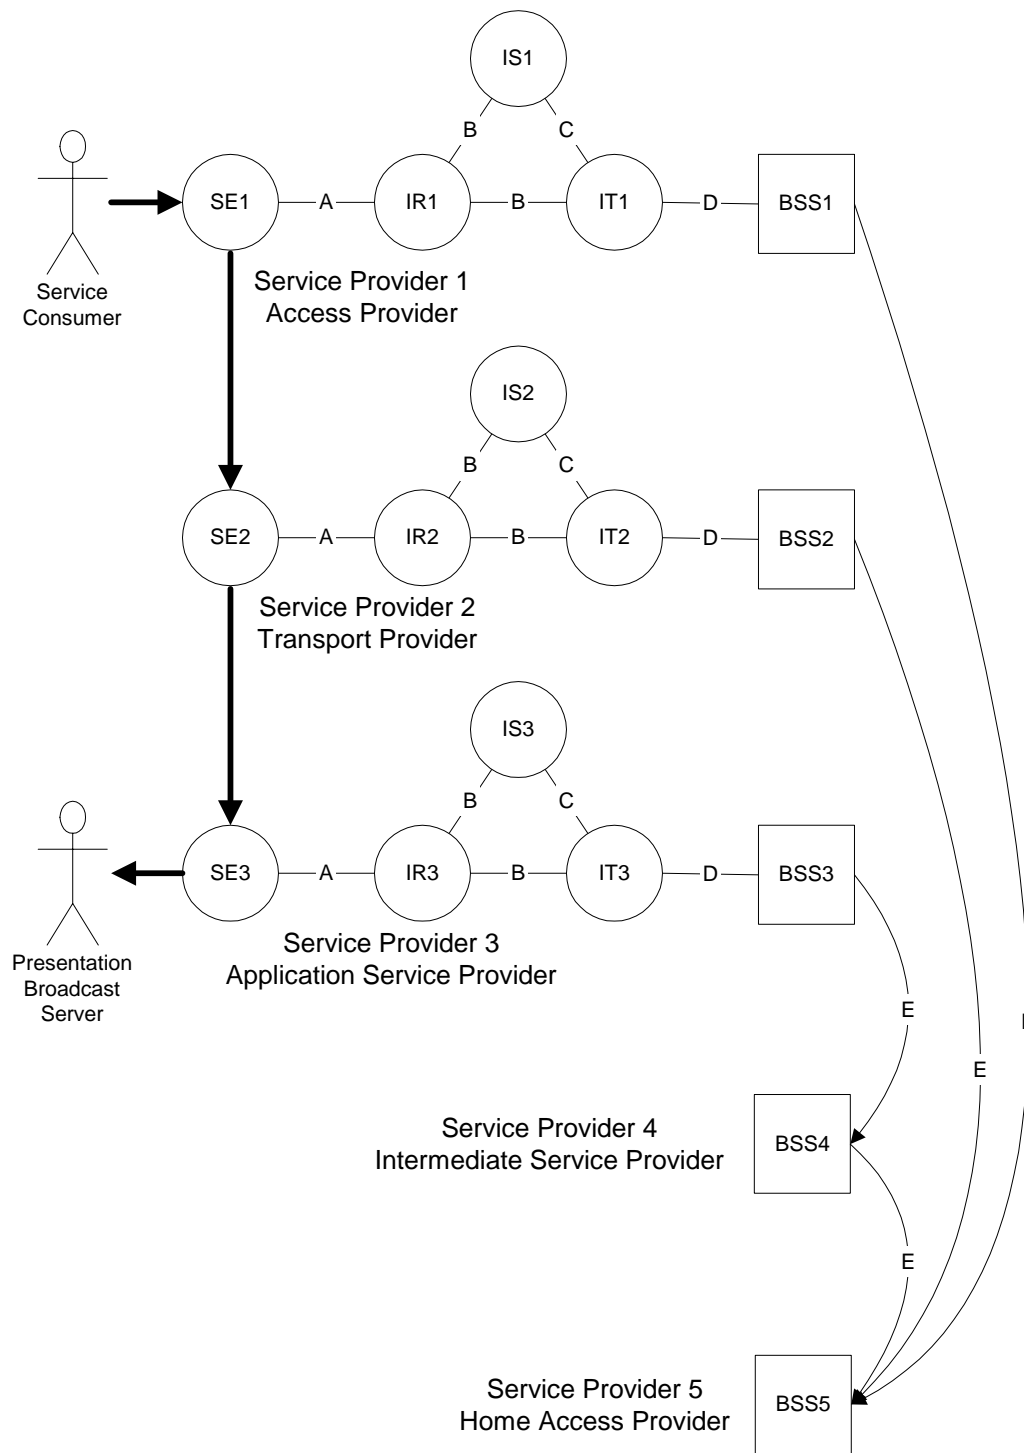 IS1
B
C
SE1
A
IR1
B
IT1
D
BSS1
Service
Consumer
Service Provider 1
Access Provider
IS2
B
C
SE2
A
IR2
B
IT2
D
BSS2
Service Provider 2
Transport Provider
IS3
B
C
SE3
A
IR3
B
IT3
D
BSS3
Service Provider 3
Application Service Provider
Presentation
Broadcast
Server
E
E
Service Provider 4
Intermediate Service Provider
BSS4
E
Service Provider 5
Home Access Provider
BSS5